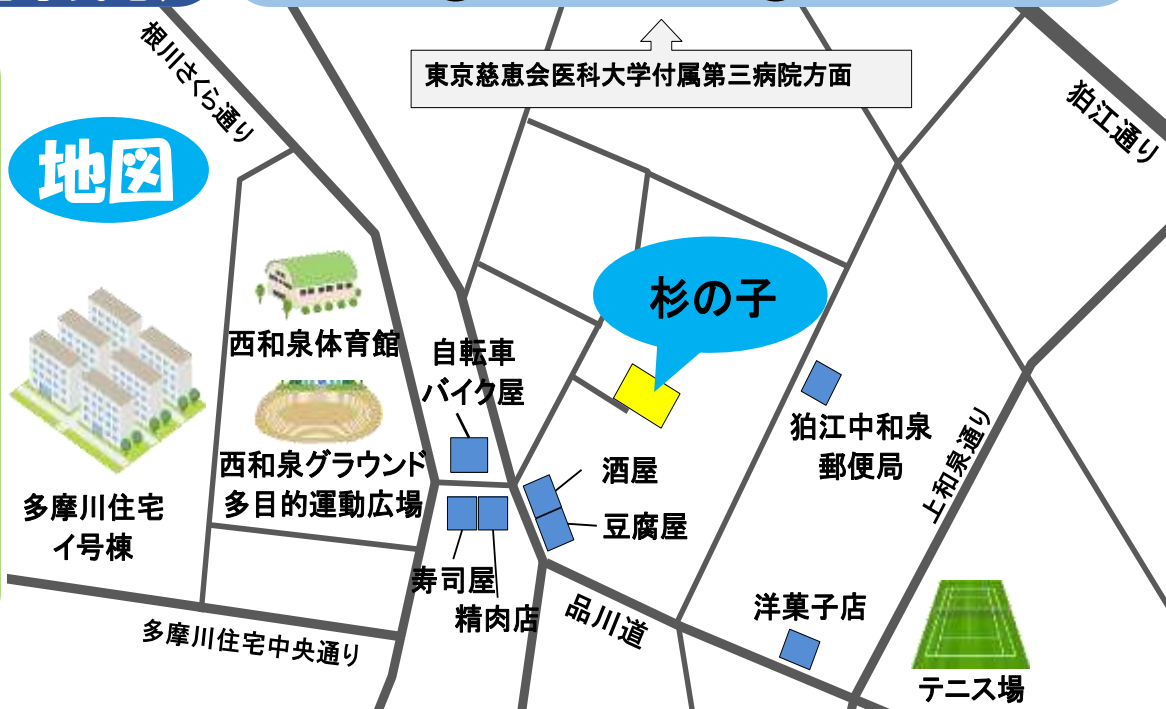 東京慈恵会医科大学付属第三病院方面
根川さくら通り
狛江通り
地図
杉の子
西和泉体育館
自転車
バイク屋
狛江中和泉
郵便局
上和泉通り
西和泉グラウンド
多目的運動広場
酒屋
豆腐屋
多摩川住宅
イ号棟
寿司屋
精肉店
品川道
洋菓子店
多摩川住宅中央通り
テニス場